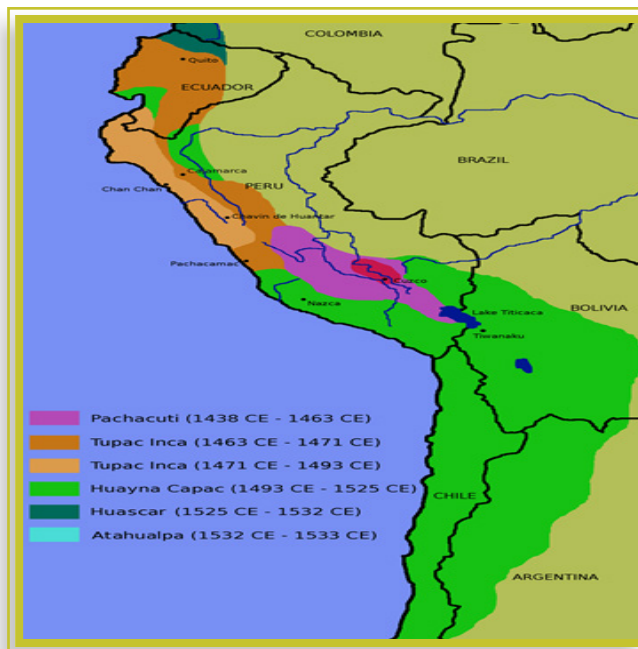 COLOMBIA
Quito
ECUADOR
BRAZIL
Cajamarca
PERU
Chan Chan
Chavin de Huantar
Pachacamac
Cuzco
Nazca
Lake Titicaca
BOLIVIA
Tiwanaku
Pachacuti (1438 CE - 1463 CE)
Tupac Inca (1463 CE - 1471 CE)
Tupac Inca (1471 CE - 1493 CE)
Huayna Capac (1493 CE - 1525 CE)
Huascar (1525 CE - 1532 CE)
Atahualpa (1532 CE - 1533 CE)
CHILE
ARGENTINA